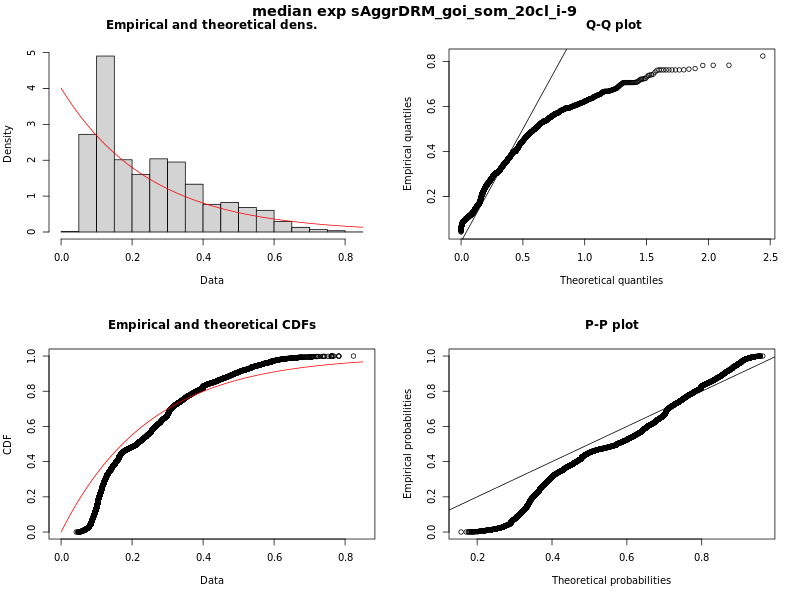 median exp sAggrDRM_goi_som_20cl_i-9
Empirical and theoretical dens.
Density
0 1 2 3 4 5
0.0 0.2 0.4 0.6 0.8
Data
Q-Q plot
Empirical quantiles
0.2 0.4 0.6 0.8
0.0 0.5 1.0 1.5 2.0 2.5
Theoretical quantiles
Empirical and theoretical CDFs
CDF
0.0 0.2 0.4 0.6 0.8 1.0
0.0 0.2 0.4 0.6 0.8
Data
P-P plot
Empirical probabilities
0.0 0.2 0.4 0.6 0.8 1.0
0.2 0.4 0.6 0.8
Theoretical probabilities